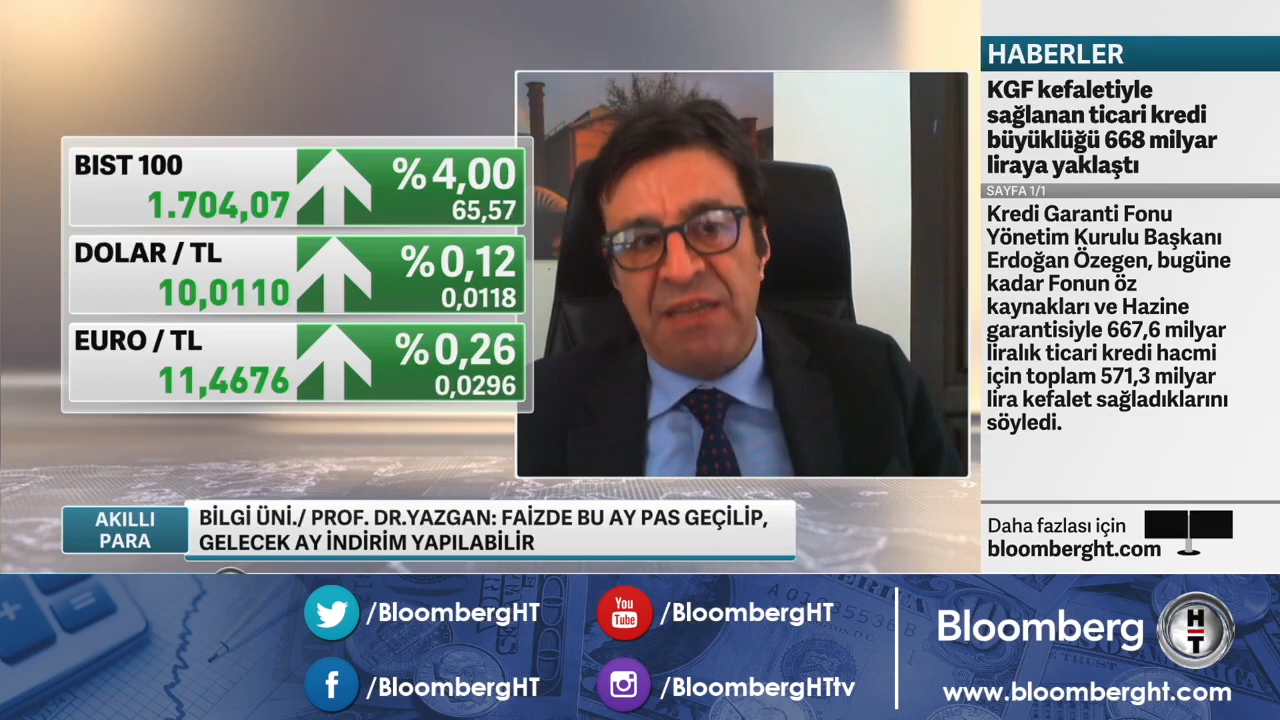 BIST 100
1.704,07
%4,00
65,57
DOLAR / TL
10,0110
%0,12
0,0118
EURO / TL
11,4676
%0,26
0,0296
AKILLI
PARA
BİLGİ ÜNİ./ PROF. DR.YAZGAN: FAİZDE BU AY PAS GEÇİLİP,
GELECEK AY İNDİRİM YAPILABİLİR
HABERLER
KGF kefaletiyle
sağlanan ticari kredi
büyüklüğü 668 milyar
liraya yaklaştı
SAYFA 1/1
Kredi Garanti Fonu
Yönetim Kurulu Başkanı
Erdoğan Özegen, bugüne
kadar Fonun öz
kaynakları ve Hazine
garantisiyle 667,6 milyar
liralık ticari kredi hacmi
için toplam 571,3 milyar
lira kefalet sağladıklarını
söyledi.
Daha fazlası için
bloomberght.com
/BloombergHT
You
Tube
/BloombergHT
/BloombergHT
/BloombergHTtv
Bloomberg HT
www.bloomberght.com